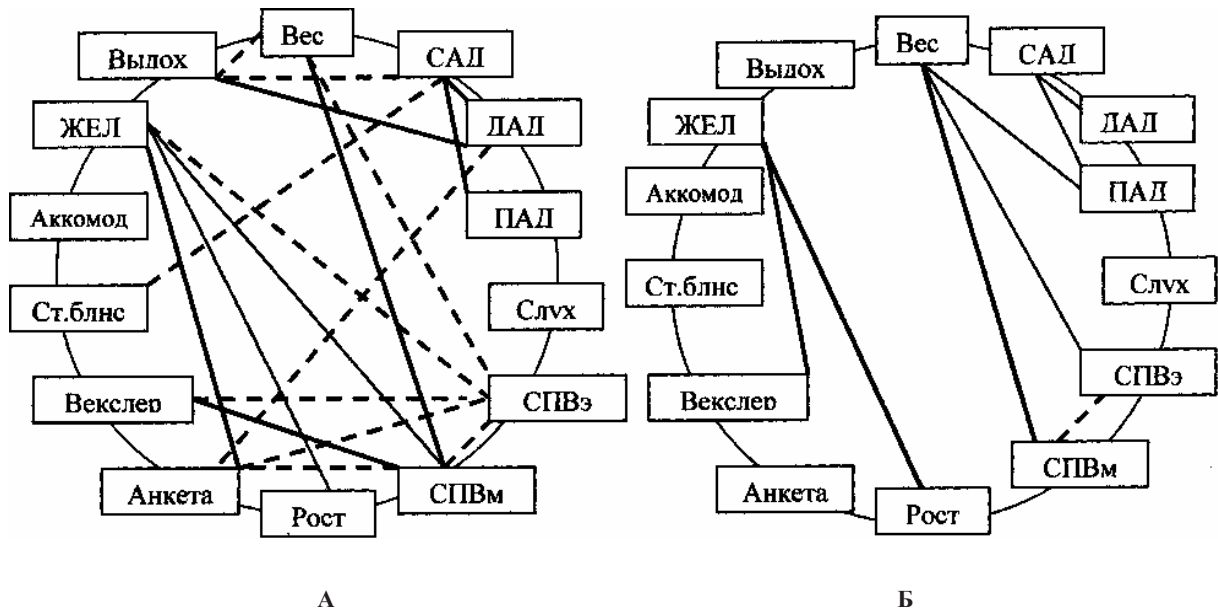 Вес
САД
Выдох
ДАД
ЖЕЛ
ПАД
Аккомод
Ст.блнс
Слух
СПВэ
Векслер
Анкета
СПВм
Рост
А
Вес
САД
Выдох
ДАД
ЖЕЛ
ПАД
Аккомод
Ст.блнс
Слух
СПВэ
Векслер
СПВм
Анкета
Рост
Б